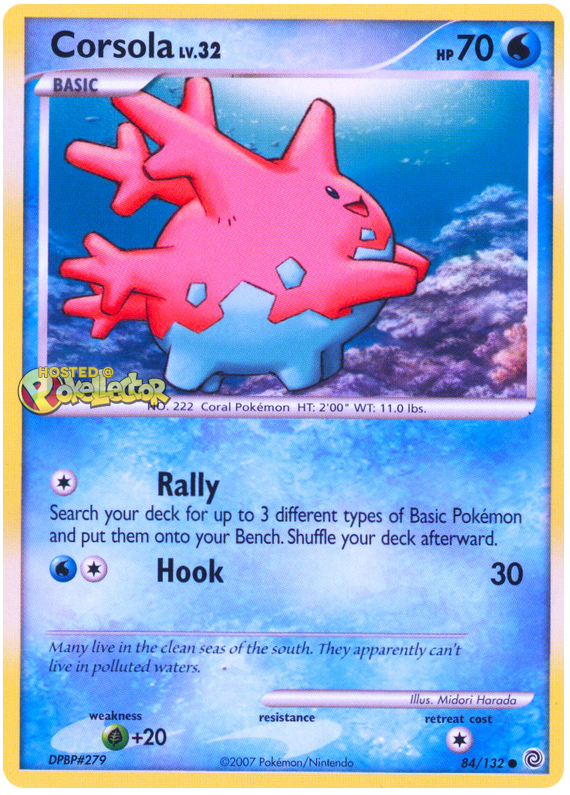 Corsola LV.32
HP 70
BASIC
HOSTED @
Pokellector
NO. 222 Coral Pokémon HT: 2'00" WT: 11.0 lbs.
Rally
Search your deck for up to 3 different types of Basic Pokémon
and put them onto your Bench. Shuffle your deck afterward.
Hook 30
Many live in the clean seas of the south. They apparently can't
live in polluted waters.
Illus. Midori Harada
weakness resistance retreat cost
+20
DPBP#279 ©2007 Pokémon/Nintendo 84/132